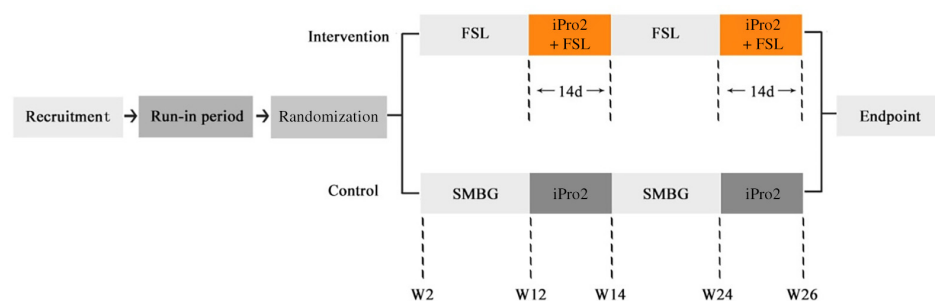 Intervention
FSL
iPro2
+ FSL
FSL
iPro2
+ FSL
14d
14d
Recruitment
Run-in period
Randomization
Endpoint
Control
SMBG
iPro2
SMBG
iPro2
W2
W12
W14
W24
W26